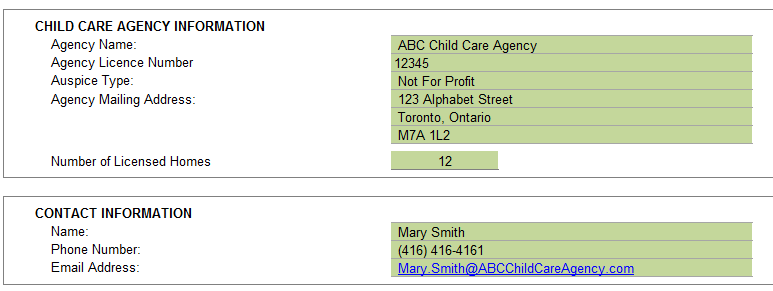 CHILD CARE AGENCY INFORMATION
Agency Name: ABC Child Care Agency
Agency Licence Number 12345
Auspice Type: Not For Profit
Agency Mailing Address: 123 Alphabet Street
Toronto, Ontario
M7A 1L2
Number of Licensed Homes 12
CONTACT INFORMATION
Name: Mary Smith
Phone Number: (416) 416-4161
Email Address: Mary.Smith@ABCChildCareAgency.com